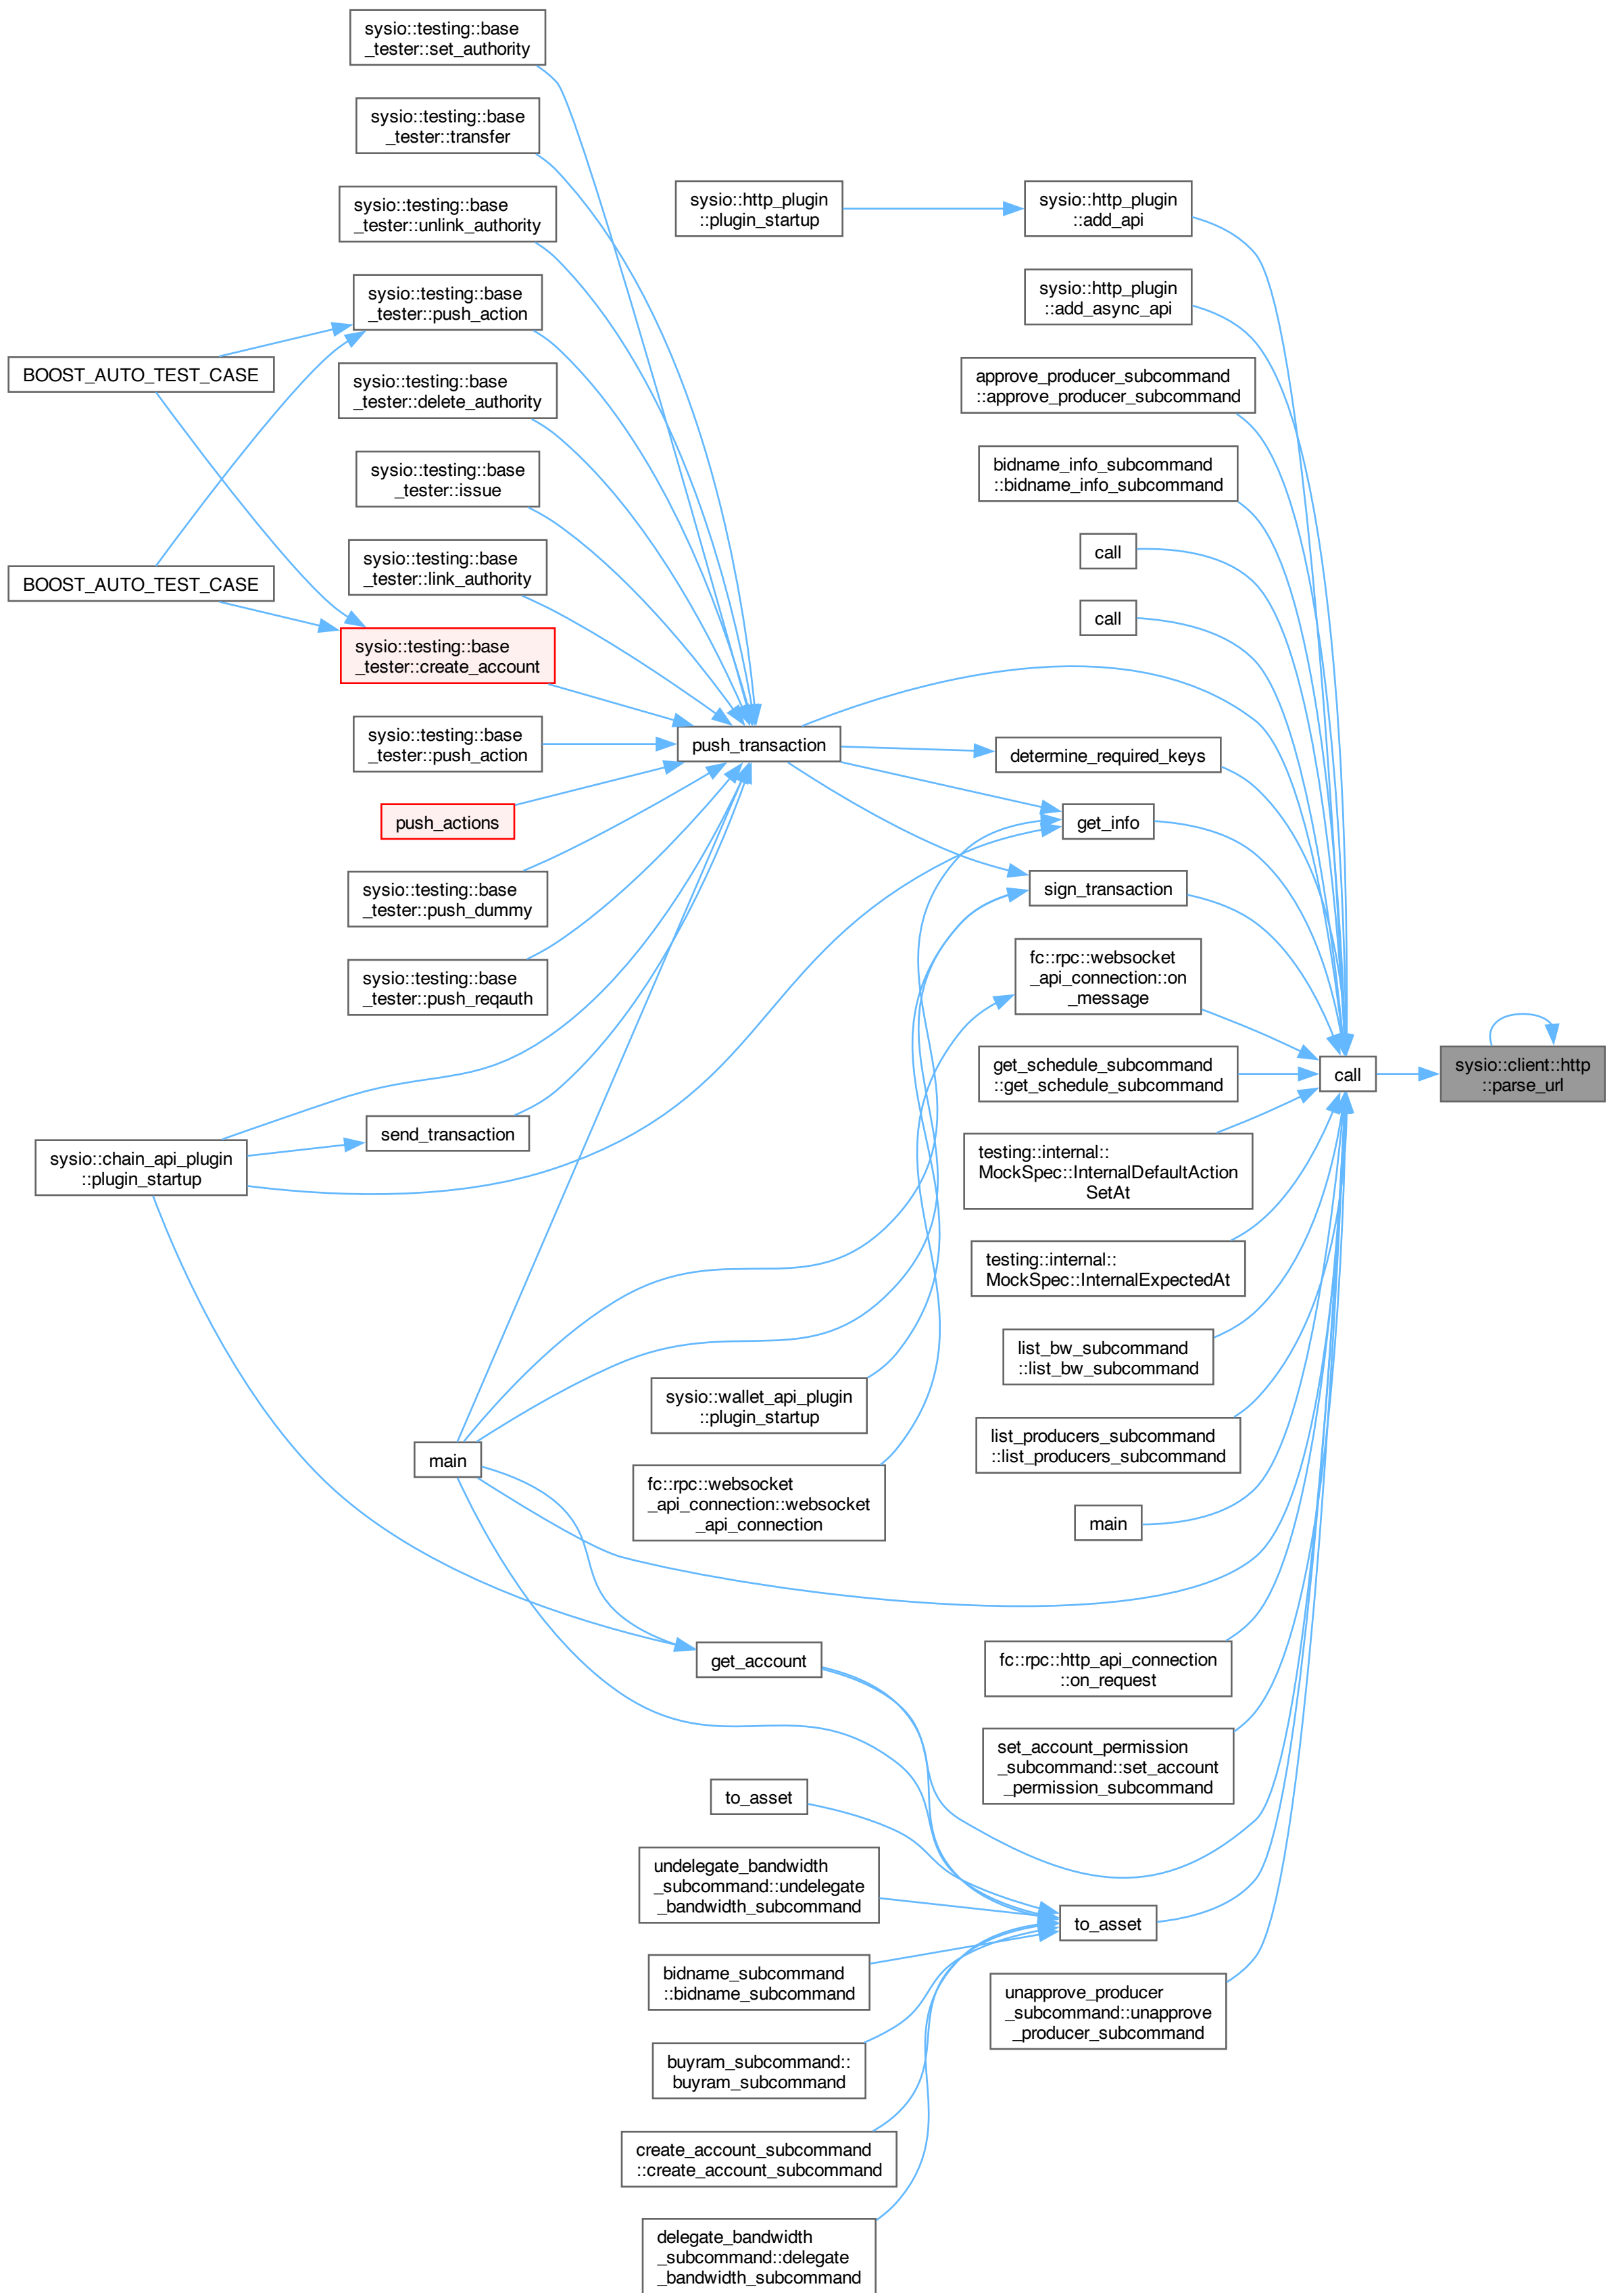 sysio::testing::base
_tester::set_authority
sysio::testing::base
_tester::transfer
sysio::testing::base
_tester::unlink_authority
sysio::testing::base
_tester::push_action
BOOST_AUTO_TEST_CASE
sysio::testing::base
_tester::delete_authority
sysio::testing::base
_tester::issue
sysio::testing::base
_tester::link_authority
BOOST_AUTO_TEST_CASE
sysio::testing::base
_tester::create_account
sysio::testing::base
_tester::push_action
push_actions
sysio::testing::base
_tester::push_dummy
sysio::testing::base
_tester::push_reqauth
send_transaction
sysio::chain_api_plugin
::plugin_startup
main
sysio::http_plugin
::plugin_startup
push_transaction
sysio::wallet_api_plugin
::plugin_startup
fc::rpc::websocket
_api_connection::websocket
_api_connection
get_account
to_asset
undelegate_bandwidth
_subcommand::undelegate
_bandwidth_subcommand
bidname_subcommand
::bidname_subcommand
buyram_subcommand::
buyram_subcommand
create_account_subcommand
::create_account_subcommand
delegate_bandwidth
_subcommand::delegate
_bandwidth_subcommand
sysio::http_plugin
::add_api
sysio::http_plugin
::add_async_api
approve_producer_subcommand
::approve_producer_subcommand
bidname_info_subcommand
::bidname_info_subcommand
call
call
determine_required_keys
get_info
sign_transaction
fc::rpc::websocket
_api_connection::on
_message
get_schedule_subcommand
::get_schedule_subcommand
testing::internal::
MockSpec::InternalDefaultAction
SetAt
testing::internal::
MockSpec::InternalExpectedAt
list_bw_subcommand
::list_bw_subcommand
list_producers_subcommand
::list_producers_subcommand
main
fc::rpc::http_api_connection
::on_request
set_account_permission
_subcommand::set_account
_permission_subcommand
to_asset
unapprove_producer
_subcommand::unapprove
_producer_subcommand
call
sysio::client::http
::parse_url